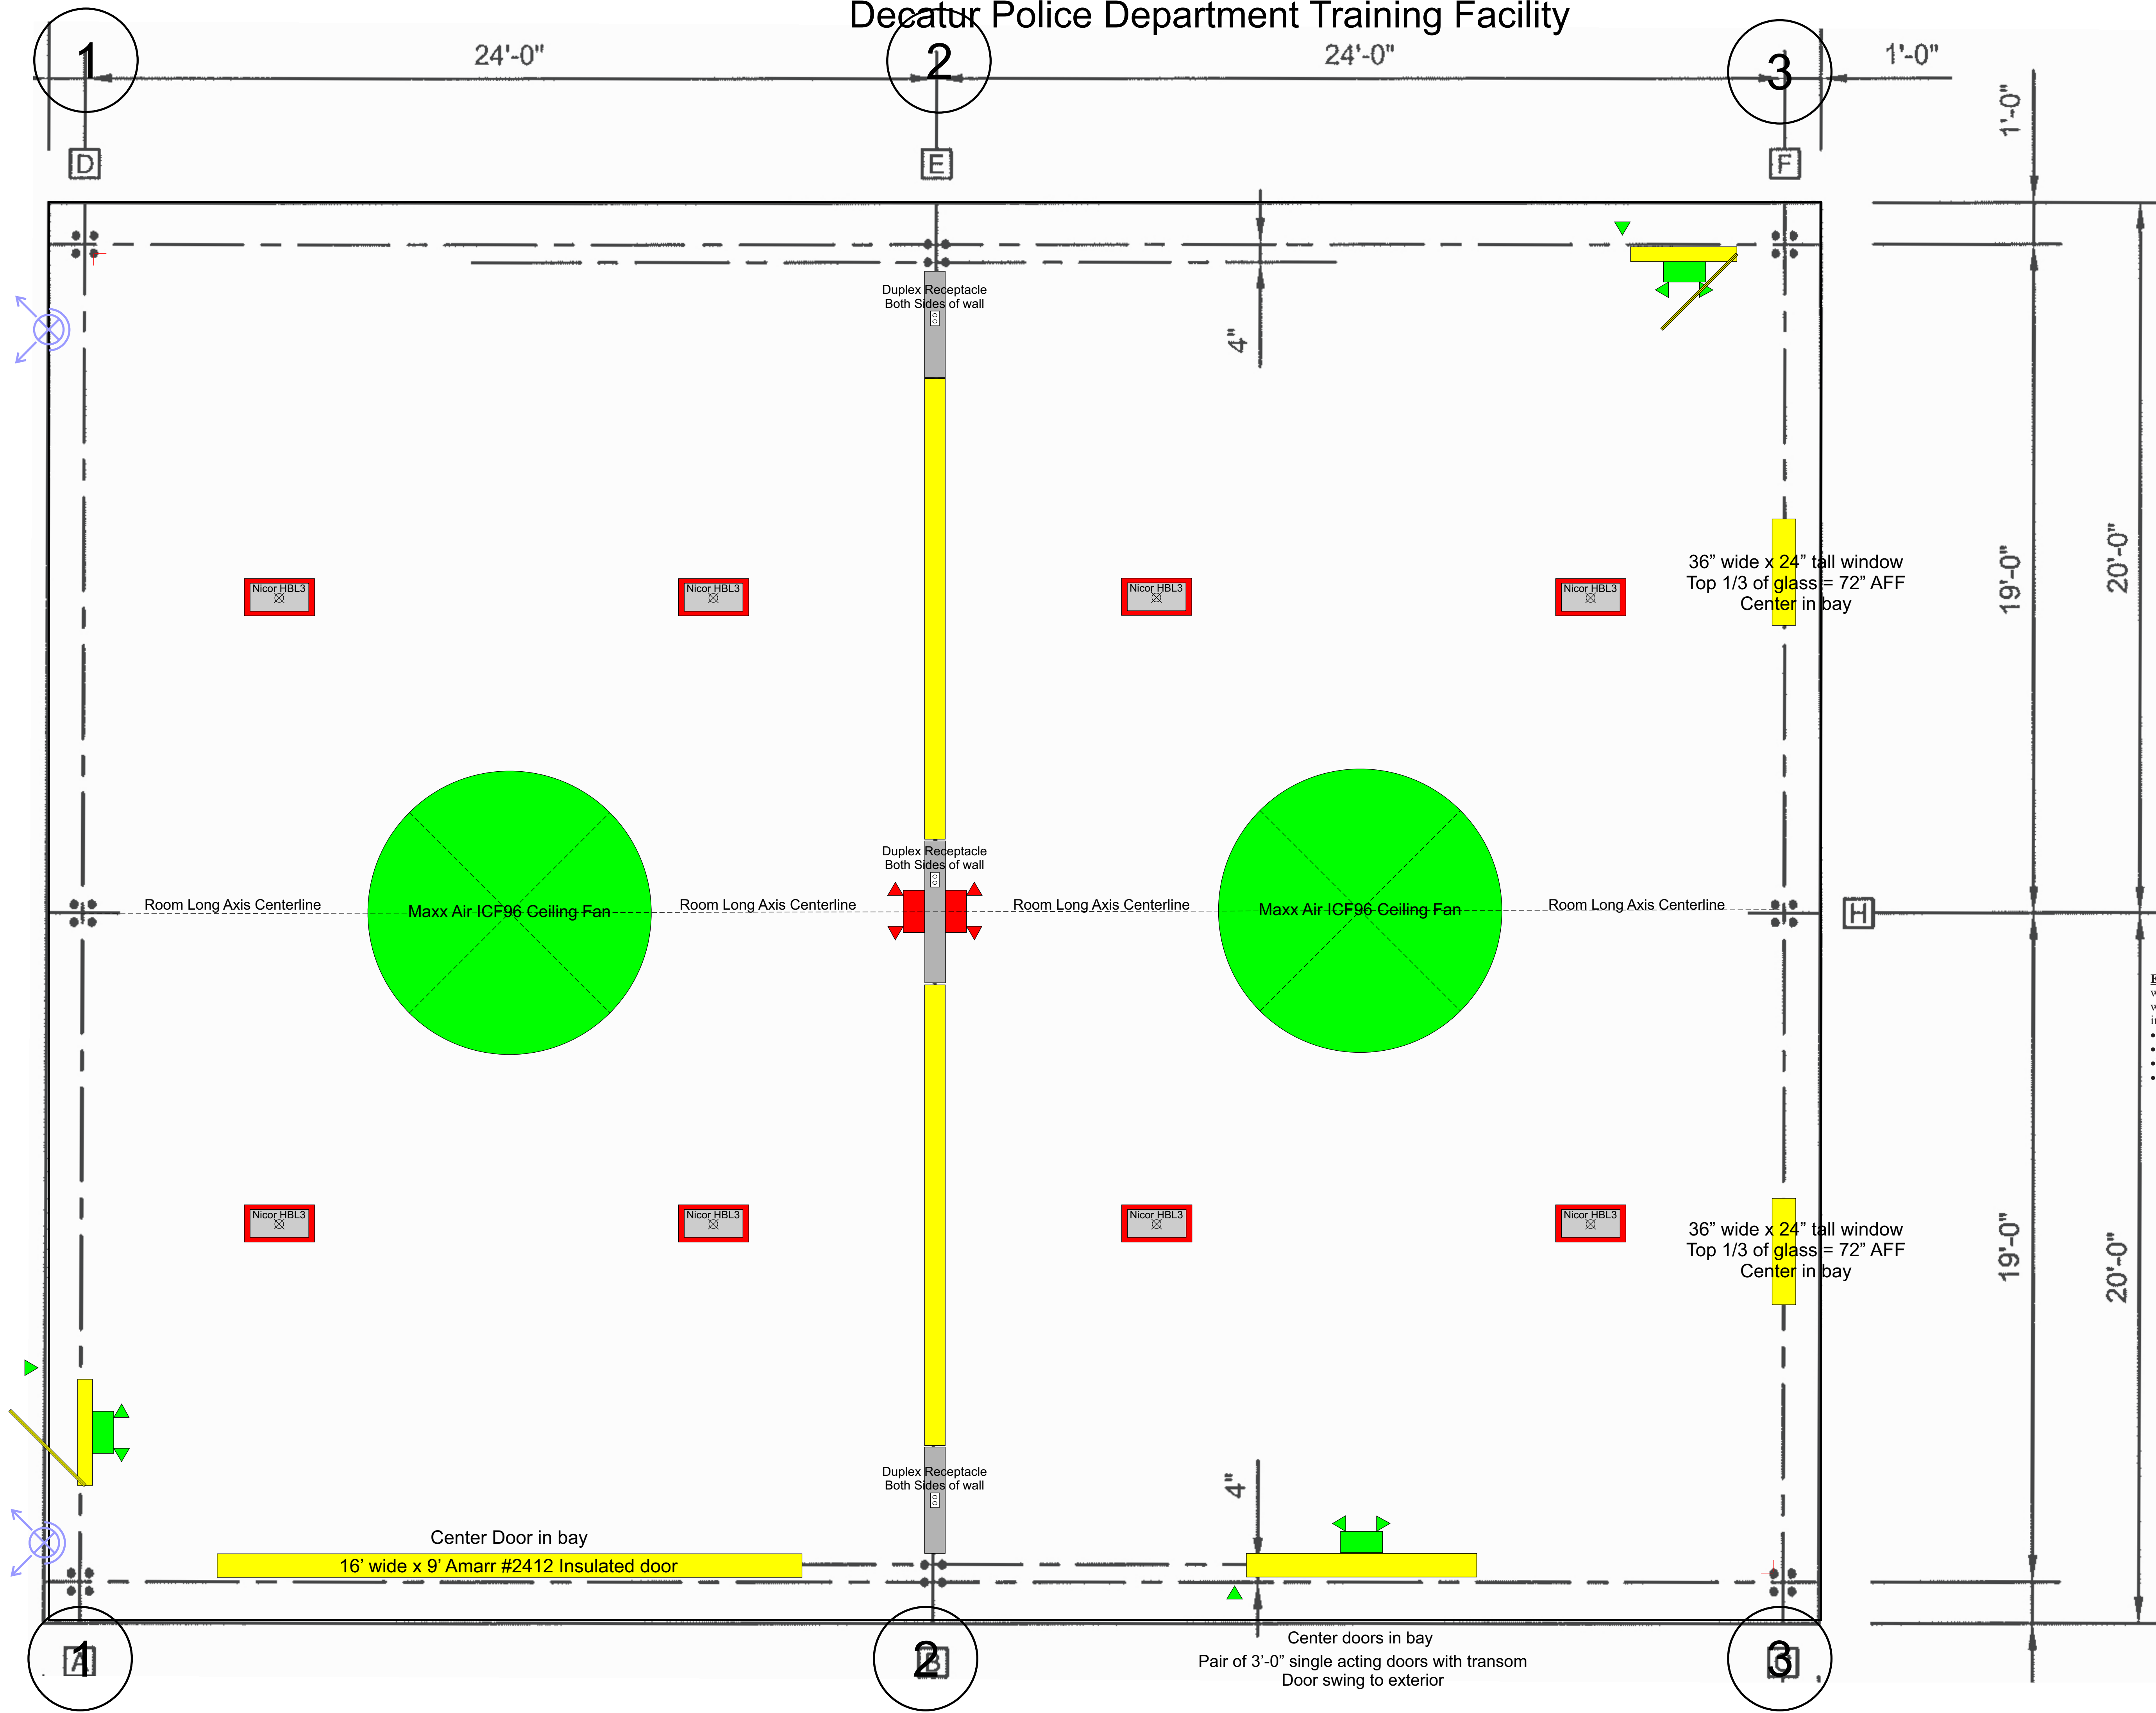 Decatur Police Department Training Facility
1
2
3
24'-0"
24'-0"
1'-0"
1'-0"
D
E
F
Duplex Receptacle
Both Sides of wall
4"
Nicor HBL3
Nicor HBL3
Nicor HBL3
Nicor HBL3
36” wide x 24” tall window
Top 1/3 of glass = 72” AFF
Center in bay
19'-0"
20'-0"
Duplex Receptacle
Both Sides of wall
Room Long Axis Centerline
Maxx Air ICF96 Ceiling Fan
Room Long Axis Centerline
Room Long Axis Centerline
Maxx Air ICF96 Ceiling Fan
Room Long Axis Centerline
H
Nicor HBL3
Nicor HBL3
Nicor HBL3
Nicor HBL3
36” wide x 24” tall window
Top 1/3 of glass = 72” AFF
Center in bay
19'-0"
20'-0"
Duplex Receptacle
Both Sides of wall
4"
Center Door in bay
16’ wide x 9’ Amarr #2412 Insulated door
Center doors in bay
Pair of 3’-0” single acting doors with transom
Door swing to exterior
1
A
2
B
3